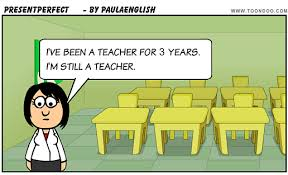 PRESENTPERFECT - BY PAULAENGLISH
WWW.TOONDOO.COM
I'VE BEEN A TEACHER FOR 3 YEARS.
I'M STILL A TEACHER.